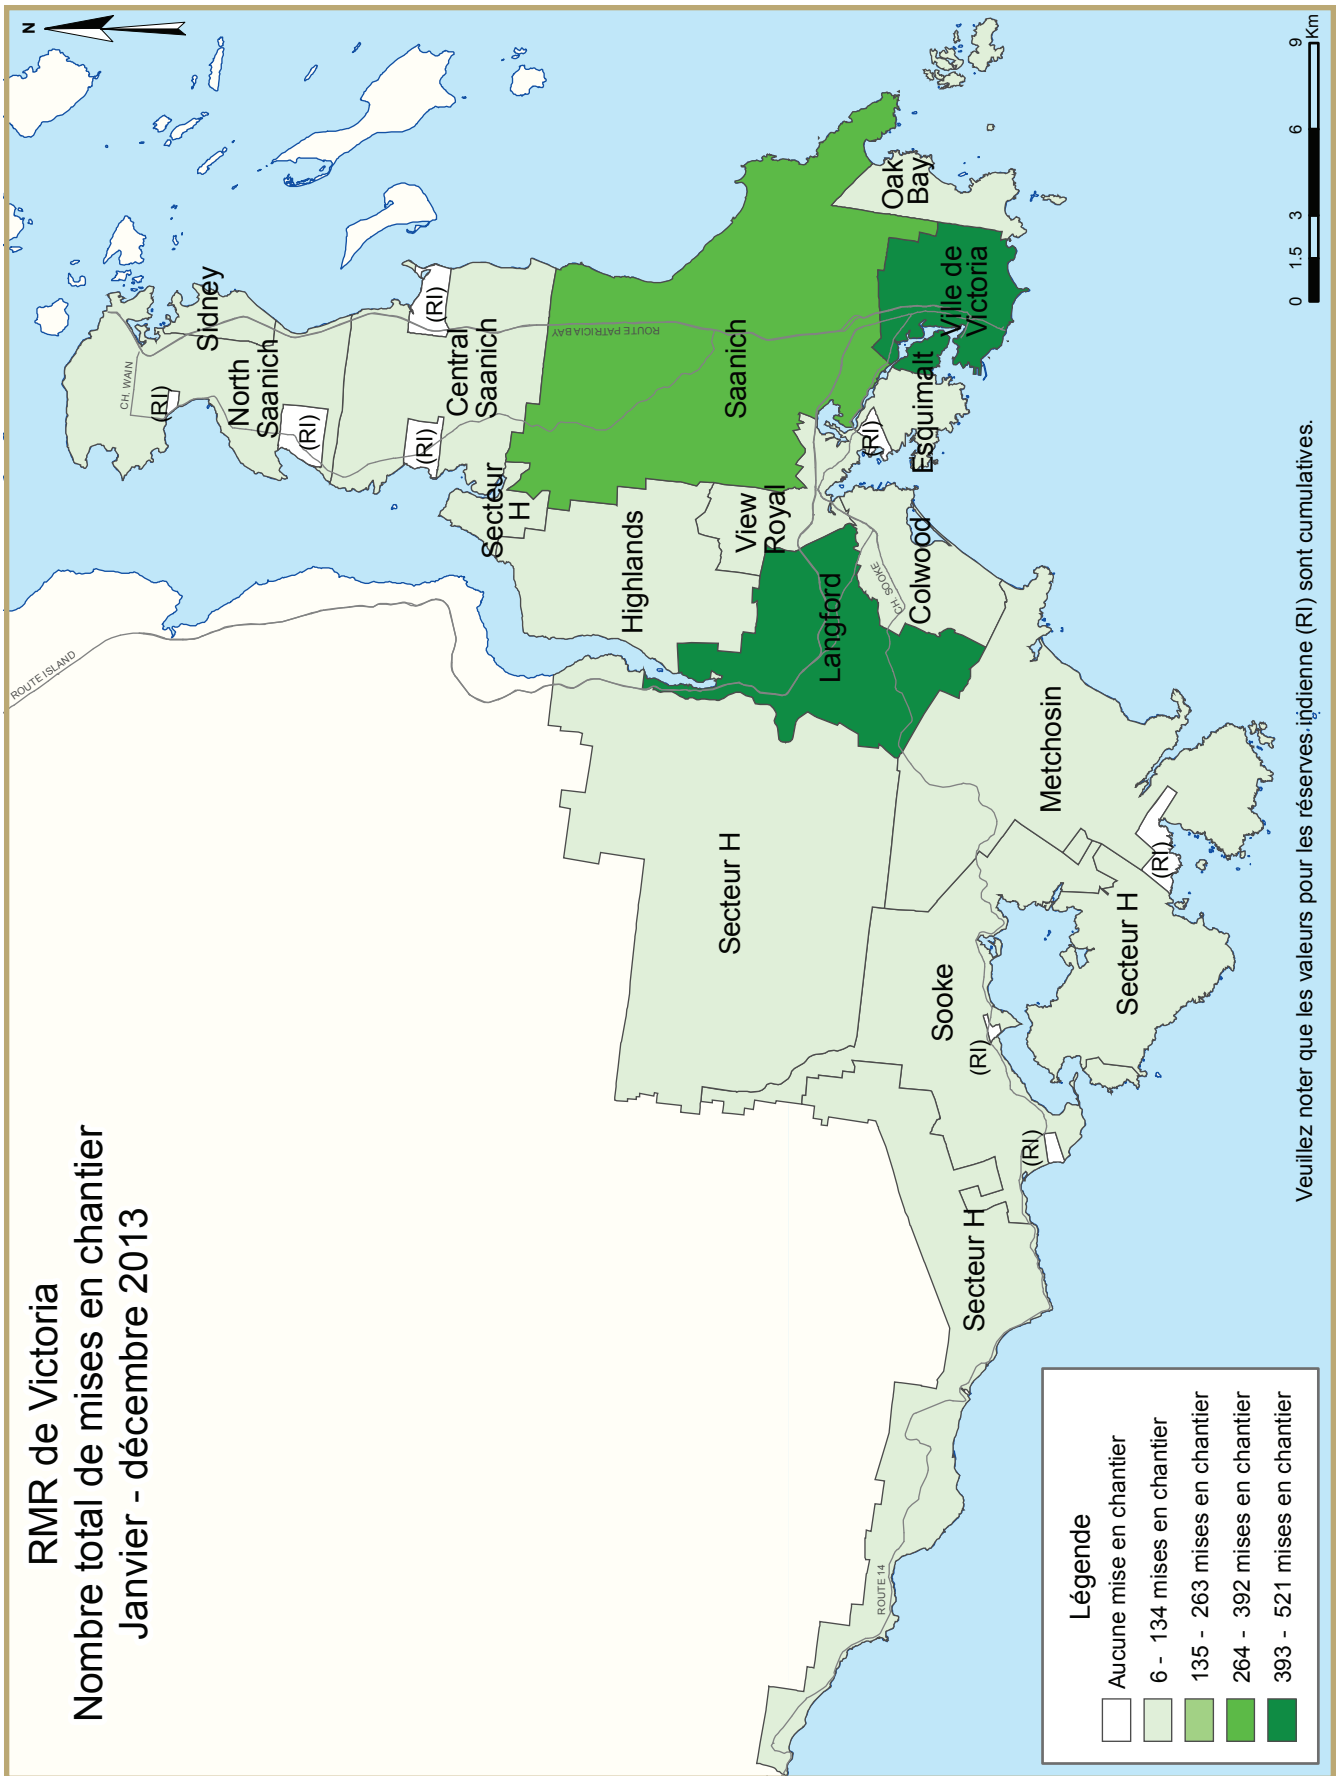 RMR de Victoria
Nombre total de mises en chantier
Janvier - décembre 2013
N
ROUTE ISLAND
CH. WAIN
Sidney
(RI)
North
Saanich
(RI)
(RI)
Central
Saanich
(RI)
ROUTE PATRICIA BAY
Secteur
H
Saanich
Highlands
View
Royal
Oak
Bay
Ville de
Victoria
Esquimalt
(RI)
Langford
CH. SOOKE
Colwood
Secteur H
Metchosin
(RI)
Sooke
(RI)
Secteur H
(RI)
Secteur H
ROUTE 14
Légende
Aucune mise en chantier
6 - 134 mises en chantier
135 - 263 mises en chantier
264 - 392 mises en chantier
393 - 521 mises en chantier
0 1.5 3 6 9
Km
Veuillez noter que les valeurs pour les réserves indienne (RI) sont cumulatives.